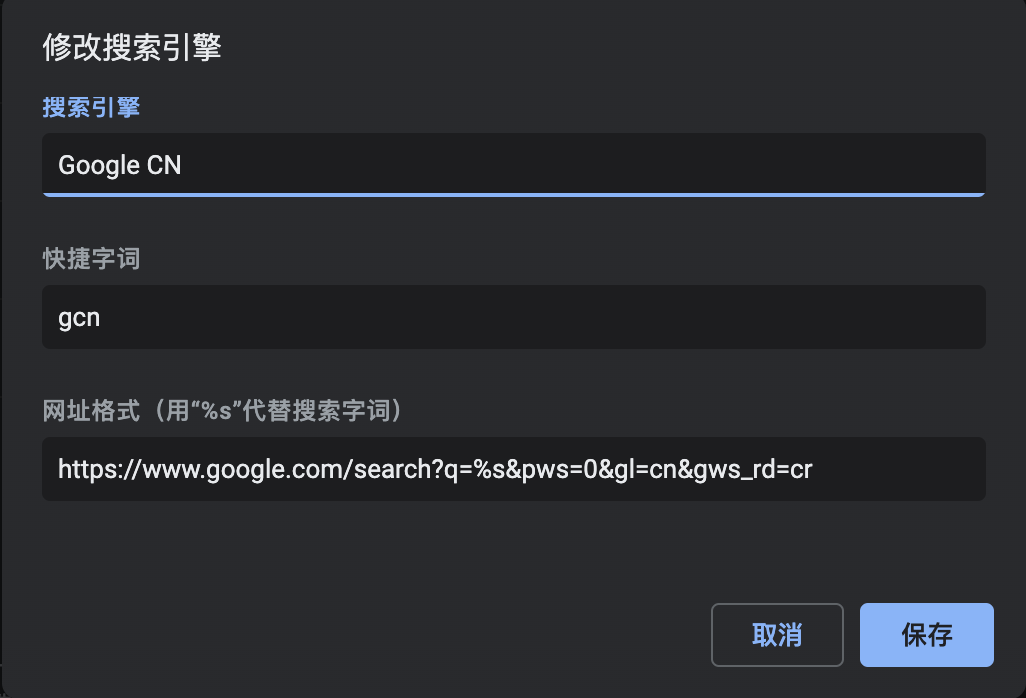 修改搜索引擎
搜索引擎
Google CN
快捷字词
gcn
网址格式（用“%s”代替搜索字词）
https://www.google.com/search?q=%s&pws=0&gl=cn&gws_rd=cr
取消
保存